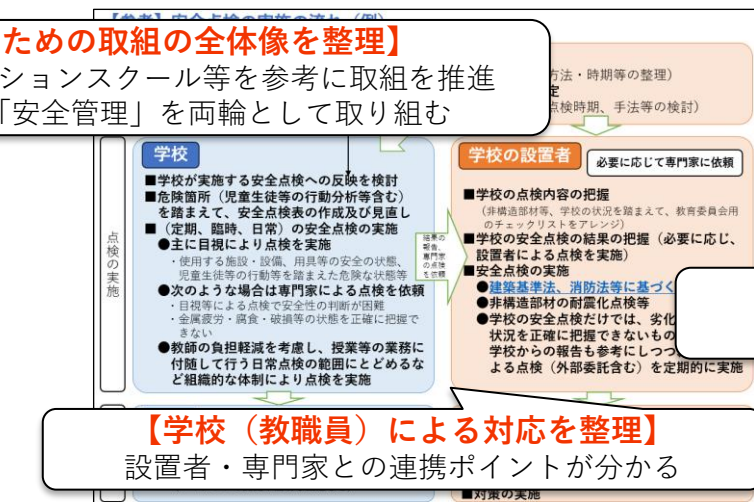 【参考】安全点検の実施の流れ（例）
ための取組の全体像を整理】
ションスクール等を参考に取組を推進
「安全管理」を両輪として取り組む
方法・時期等の整理）
定
点検時期、手法等の検討）
学校
■学校が実施する安全点検への反映を検討
■危険箇所（児童生徒等の行動分析等含む）
を踏まえて、安全点検表の作成及び見直し
■（定期、臨時、日常）の安全点検の実施
●主に目視により点検を実施
・使用する施設・設備、用具等の安全の状態、
児童生徒等の行動等を踏まえた危険な状態等
●次のような場合は専門家による点検を依頼
・目視等による点検で安全性の判断が困難
・金属疲労・腐食・破損等の状態を正確に把握で
きない
●教師の負担軽減を考慮し、授業等の業務に
付随して行う日常点検の範囲にとどめるな
ど組織的な体制により点検を実施
点検の実施
結果の
報告、
専門家
の点検
を依頼
学校の設置者
必要に応じて専門家に依頼
■学校の点検内容の把握
（非構造部材等、学校の状況を踏まえて、教育委員会用
のチェックリストをアレンジ）
■学校の安全点検の結果の把握（必要に応じ、
設置者による点検を実施）
■安全点検の実施
●建築基準法、消防法等に基づく
●非構造部材の耐震化点検等
●学校の安全点検だけでは、劣化
状況を正確に把握できないもの
学校からの報告も参考にしつつ
よる点検（外部委託含む）を定期的に実施
【学校（教職員）による対応を整理】
設置者・専門家との連携ポイントが分かる
■対策の実施